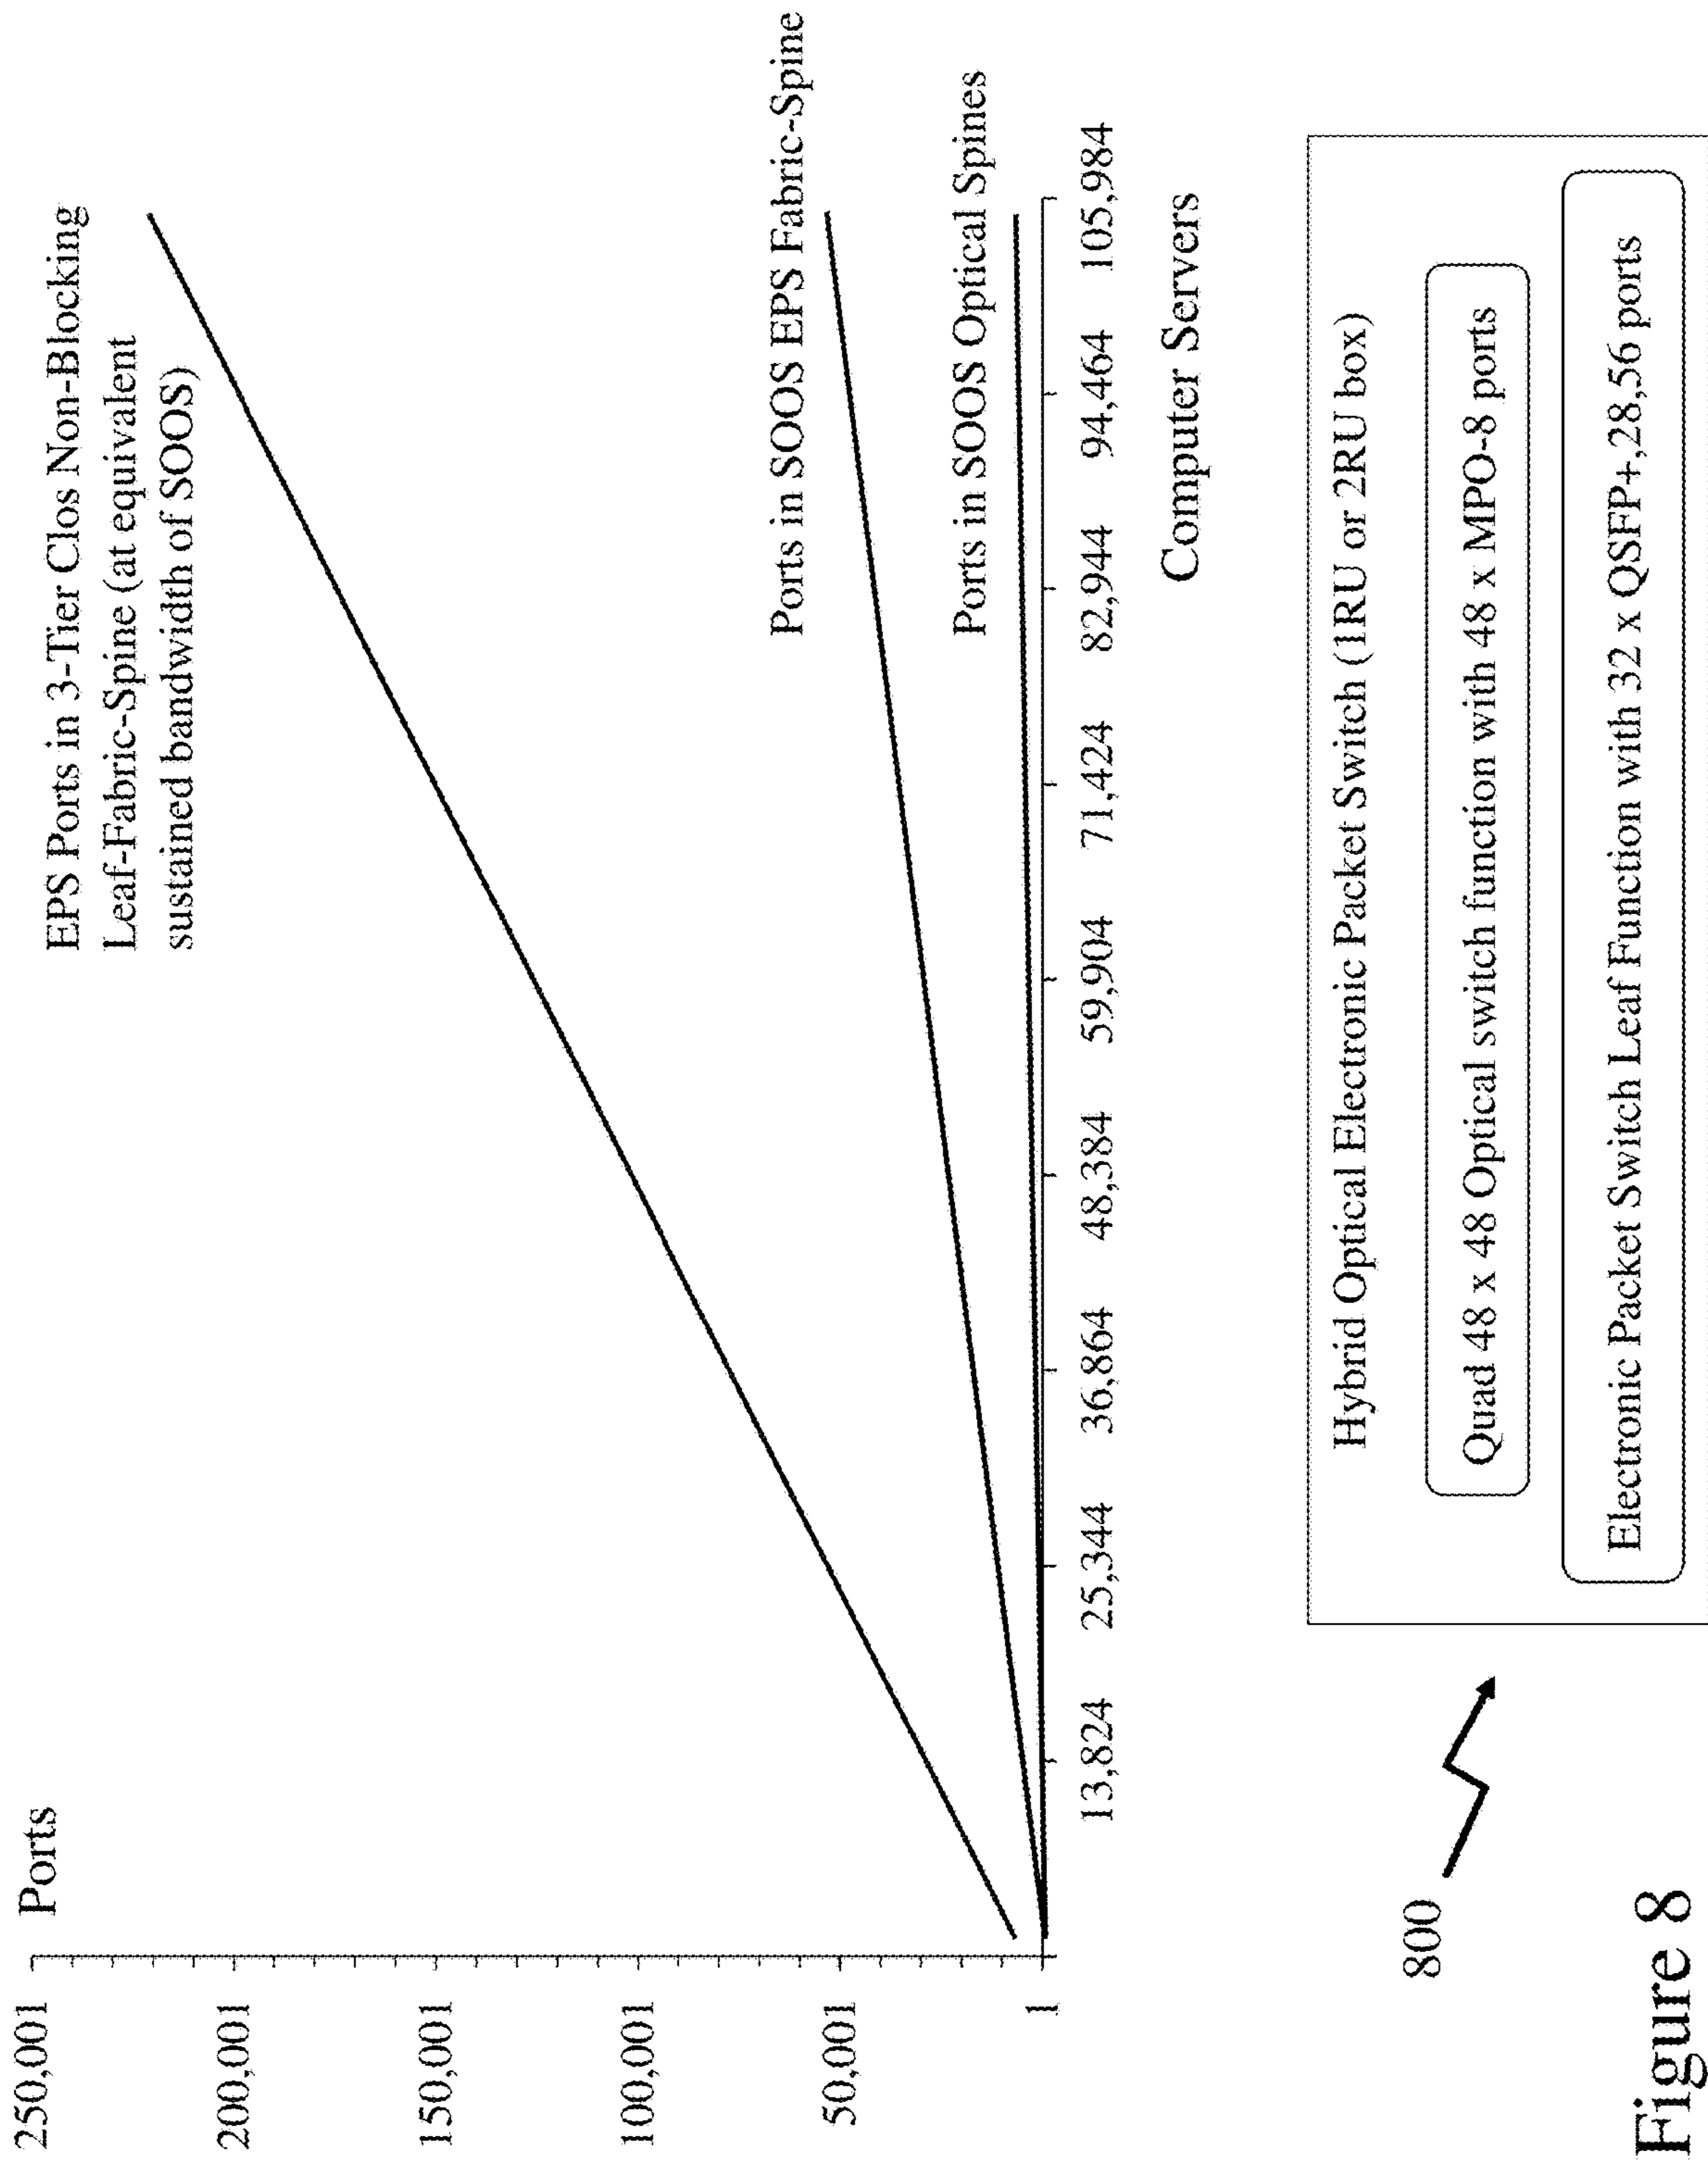 Ports
250,001
200,001
150,001
100,001
50,001
1
EPS Ports in 3-Tier Clos Non-Blocking
Leaf-Fabric-Spine (at equivalent
sustained bandwidth of SOOS)
Ports in SOOS EPS Fabric-Spine
Ports in SOOS Optical Spines
13,824 25,344 36,864 48,384 59,904 71,424 82,944 94,464 105,984
Computer Servers
Hybrid Optical Electronic Packet Switch (1RU or 2RU box)
Quad 48 x 48 Optical switch function with 48 x MPO-8 ports
Electronic Packet Switch Leaf Function with 32 x QSFP+,28,56 ports
800
Figure 8